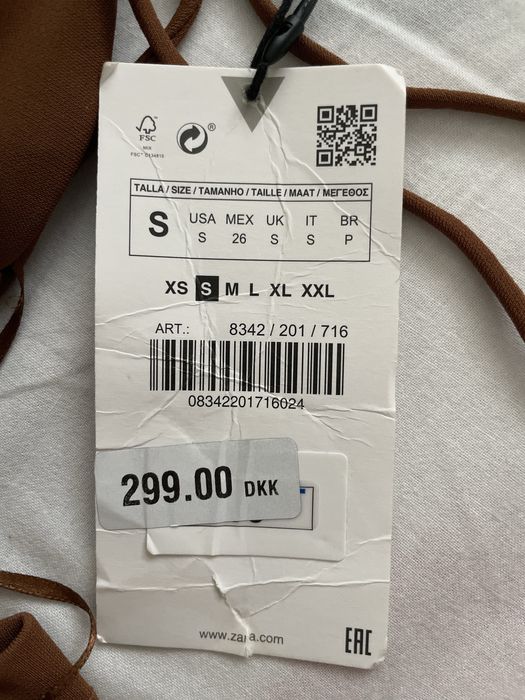 ®
MIX
TALLA / SIZE / TAMANHO / TAILLE / MAAT / ΜΕΓΕΘΟΣ
S
USA MEX UK IT BR
S 26 S S P
XS S M L XL XXL
ART.: 8342 / 201 / 716
08342201716024
299.00 DKK
www.zara.com
EAC